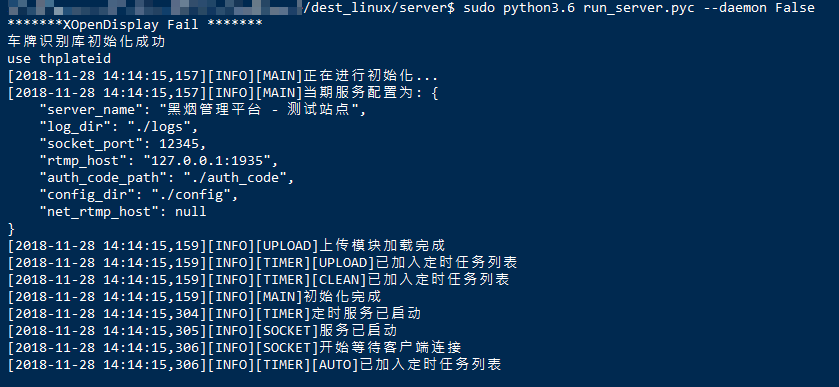 /dest_linux/server$ sudo python3.6 run_server.pyc --daemon False
*******XOpenDisplay Fail *******
车牌识别库初始化成功
use thplateid
[2018-11-28 14:14:15,157][INFO][MAIN]正在进行初始化...
[2018-11-28 14:14:15,159][INFO][MAIN]当期服务配置为: {
    "server_name": "黑烟管理平台 - 测试站点",
    "log_dir": "./logs",
    "socket_port": 12345,
    "rtmp_host": "127.0.0.1:1935",
    "auth_code_path": "./auth_code",
    "config_dir": "./config",
    "net_rtmp_host": null
}
[2018-11-28 14:14:15,159][INFO][UPLOAD]上传模块加载完成
[2018-11-28 14:14:15,159][INFO][TIMER][UPLOAD]已加入定时任务列表
[2018-11-28 14:14:15,159][INFO][TIMER][CLEAN]已加入定时任务列表
[2018-11-28 14:14:15,159][INFO][MAIN]初始化完成
[2018-11-28 14:14:15,304][INFO][TIMER]定时服务已启动
[2018-11-28 14:14:15,305][INFO][SOCKET]服务已启动
[2018-11-28 14:14:15,306][INFO][SOCKET]开始等待客户端连接
[2018-11-28 14:14:15,306][INFO][TIMER][AUTO]已加入定时任务列表